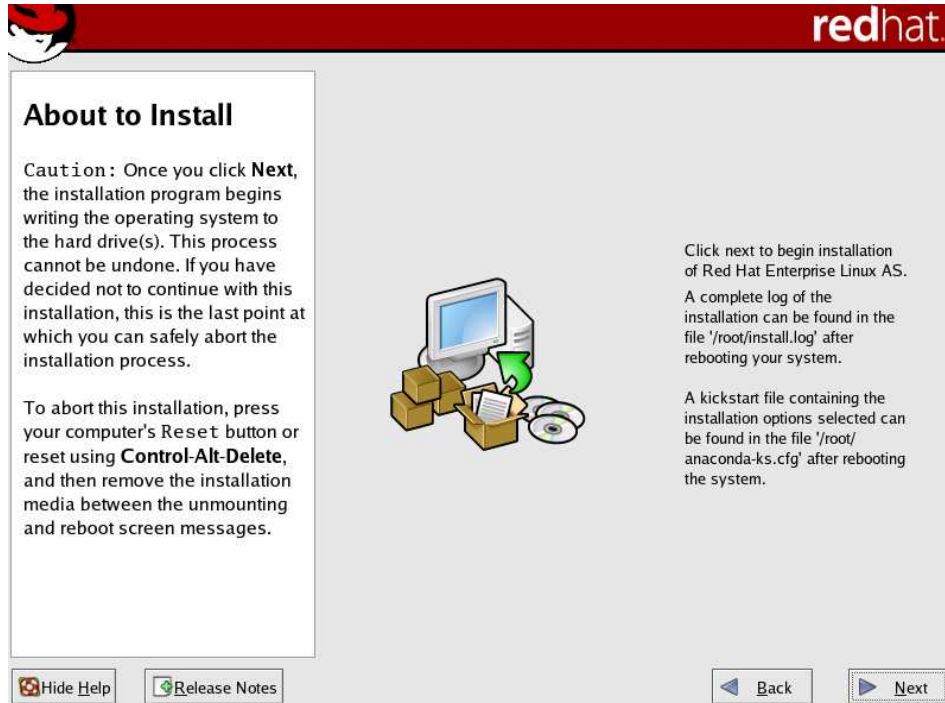 redhat.
About to Install
Caution: Once you click Next,
the installation program begins
writing the operating system to
the hard drive(s). This process
cannot be undone. If you have
decided not to continue with this
installation, this is the last point at
which you can safely abort the
installation process.
To abort this installation, press
your computer's Reset button or
reset using Control-Alt-Delete,
and then remove the installation
media between the unmounting
and reboot screen messages.
Click next to begin installation
of Red Hat Enterprise Linux AS.
A complete log of the
installation can be found in the
file '/root/install.log' after
rebooting your system.
A kickstart file containing the
installation options selected can
be found in the file '/root/
anaconda-ks.cfg' after rebooting
the system.
Hide Help
Release Notes
Back
Next